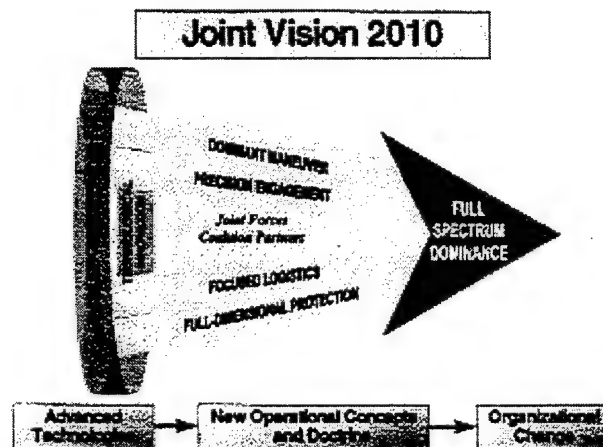 Joint Vision 2010
DOMINANT MANEUVER
PRECISION ENGAGEMENT
Joint Forces
Coalition Partners
FOCUSED LOGISTICS
FULL-DIMENSIONAL PROTECTION
FULL
SPECTRUM
DOMINANCE
Advanced
Technologies
New Operational Concepts
and Doctrine
Organizational
Change